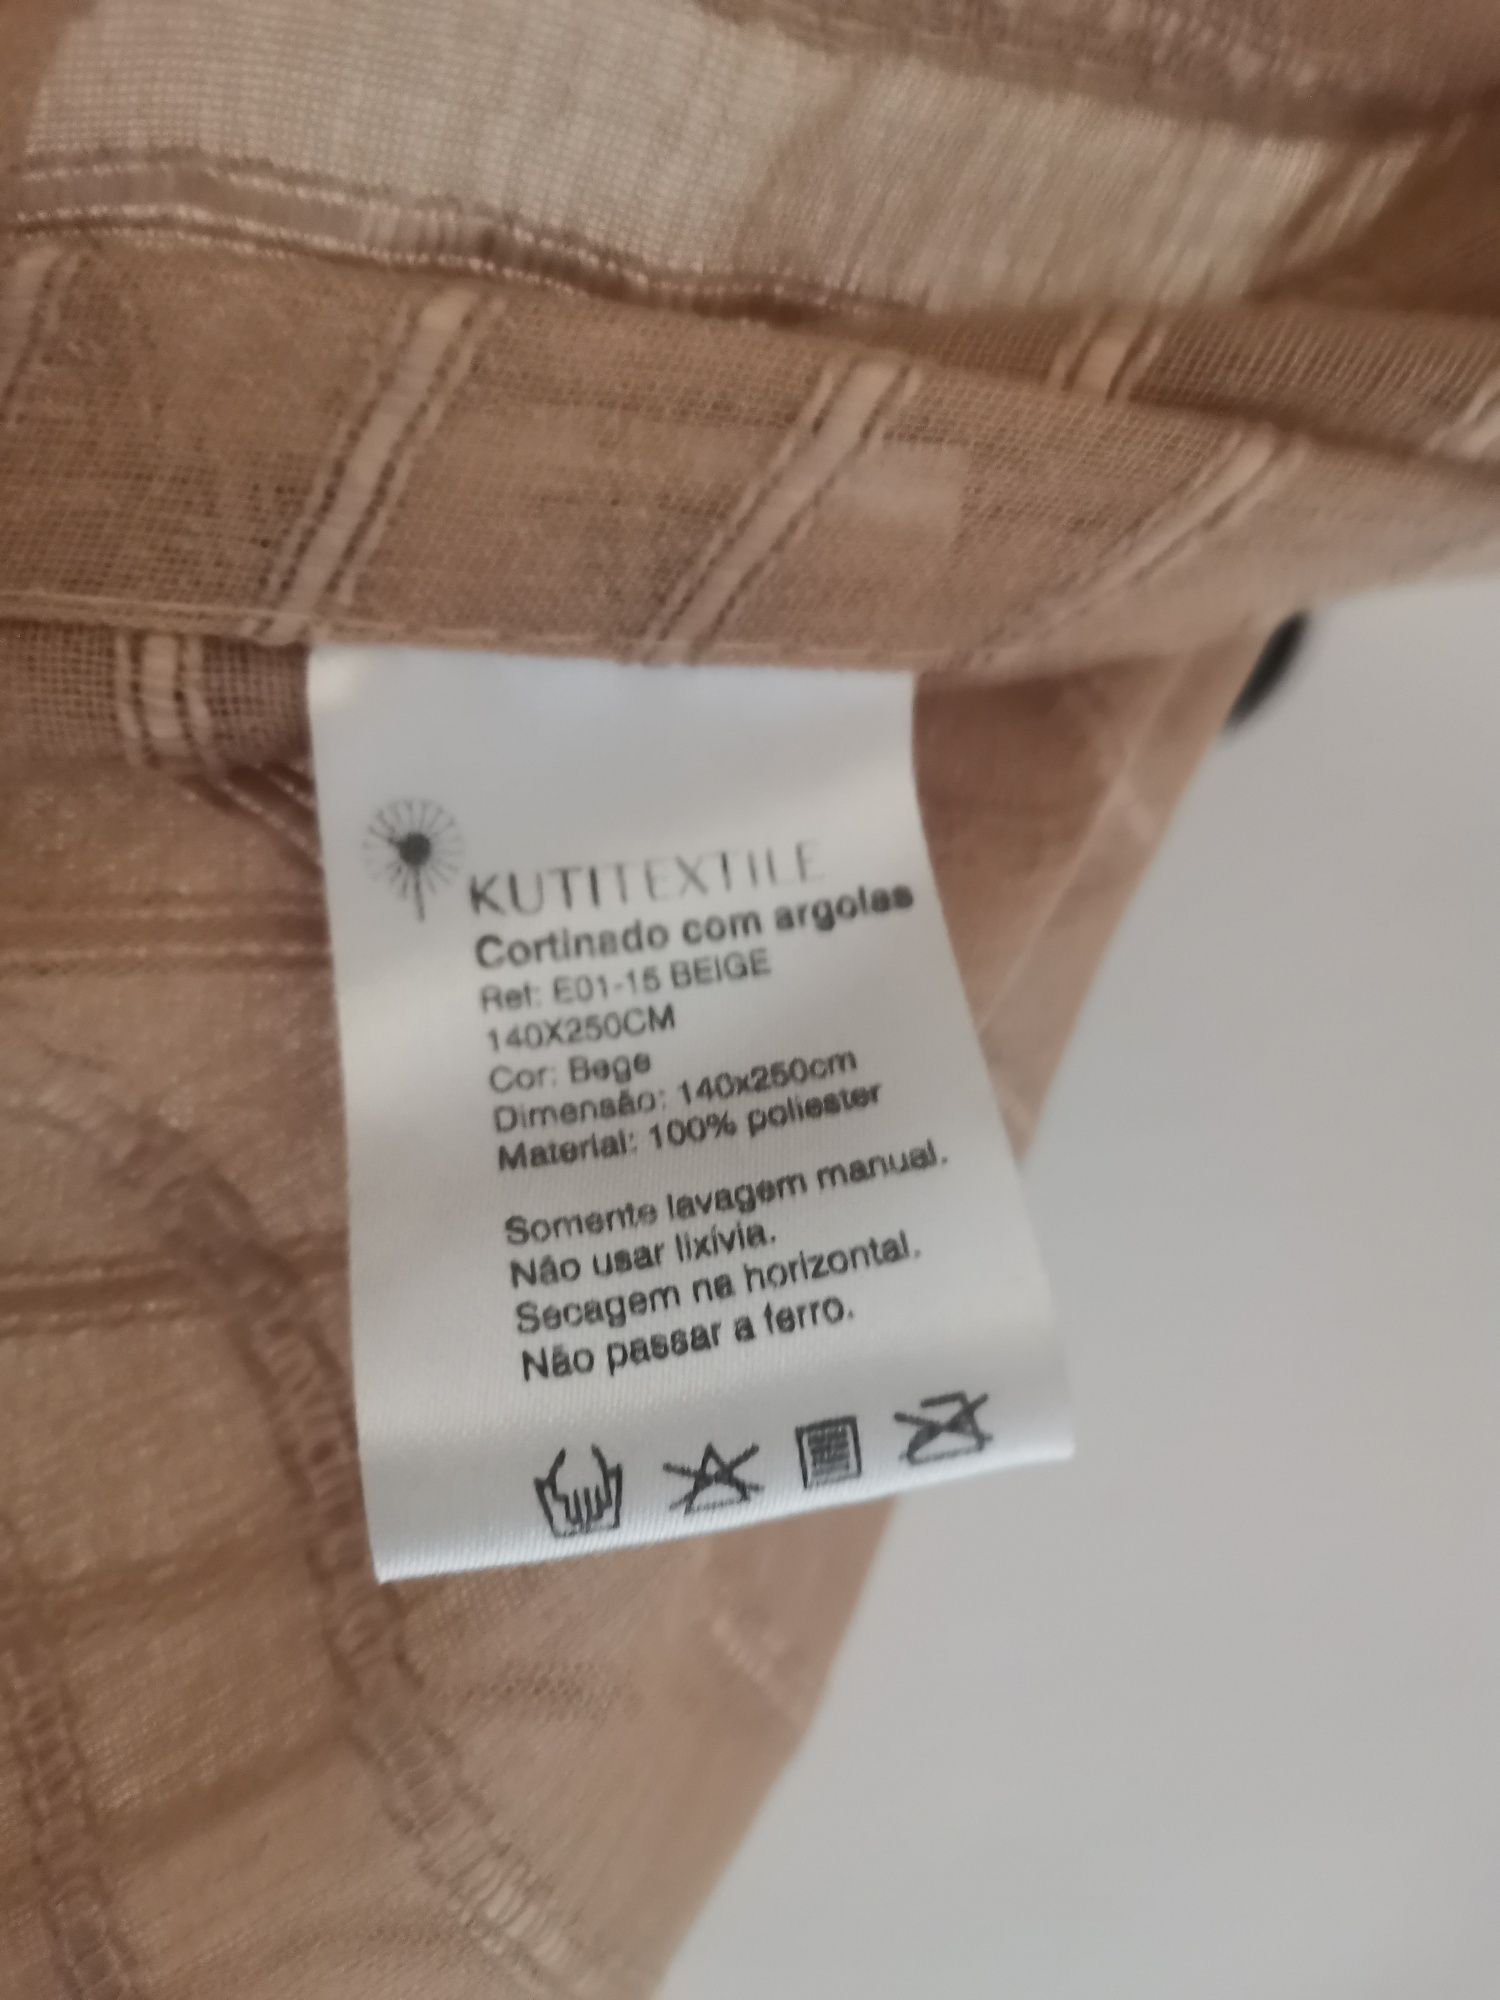 KUTITEXTILE
Cortinado com argolas
Ref: E01-15 BEIGE
140X250CM
Cor: Bege
Dimensão: 140x250cm
Material: 100% poliester
Somente lavagem manual.
Não usar lixívia.
Secagem na horizontal.
Não passar a ferro.